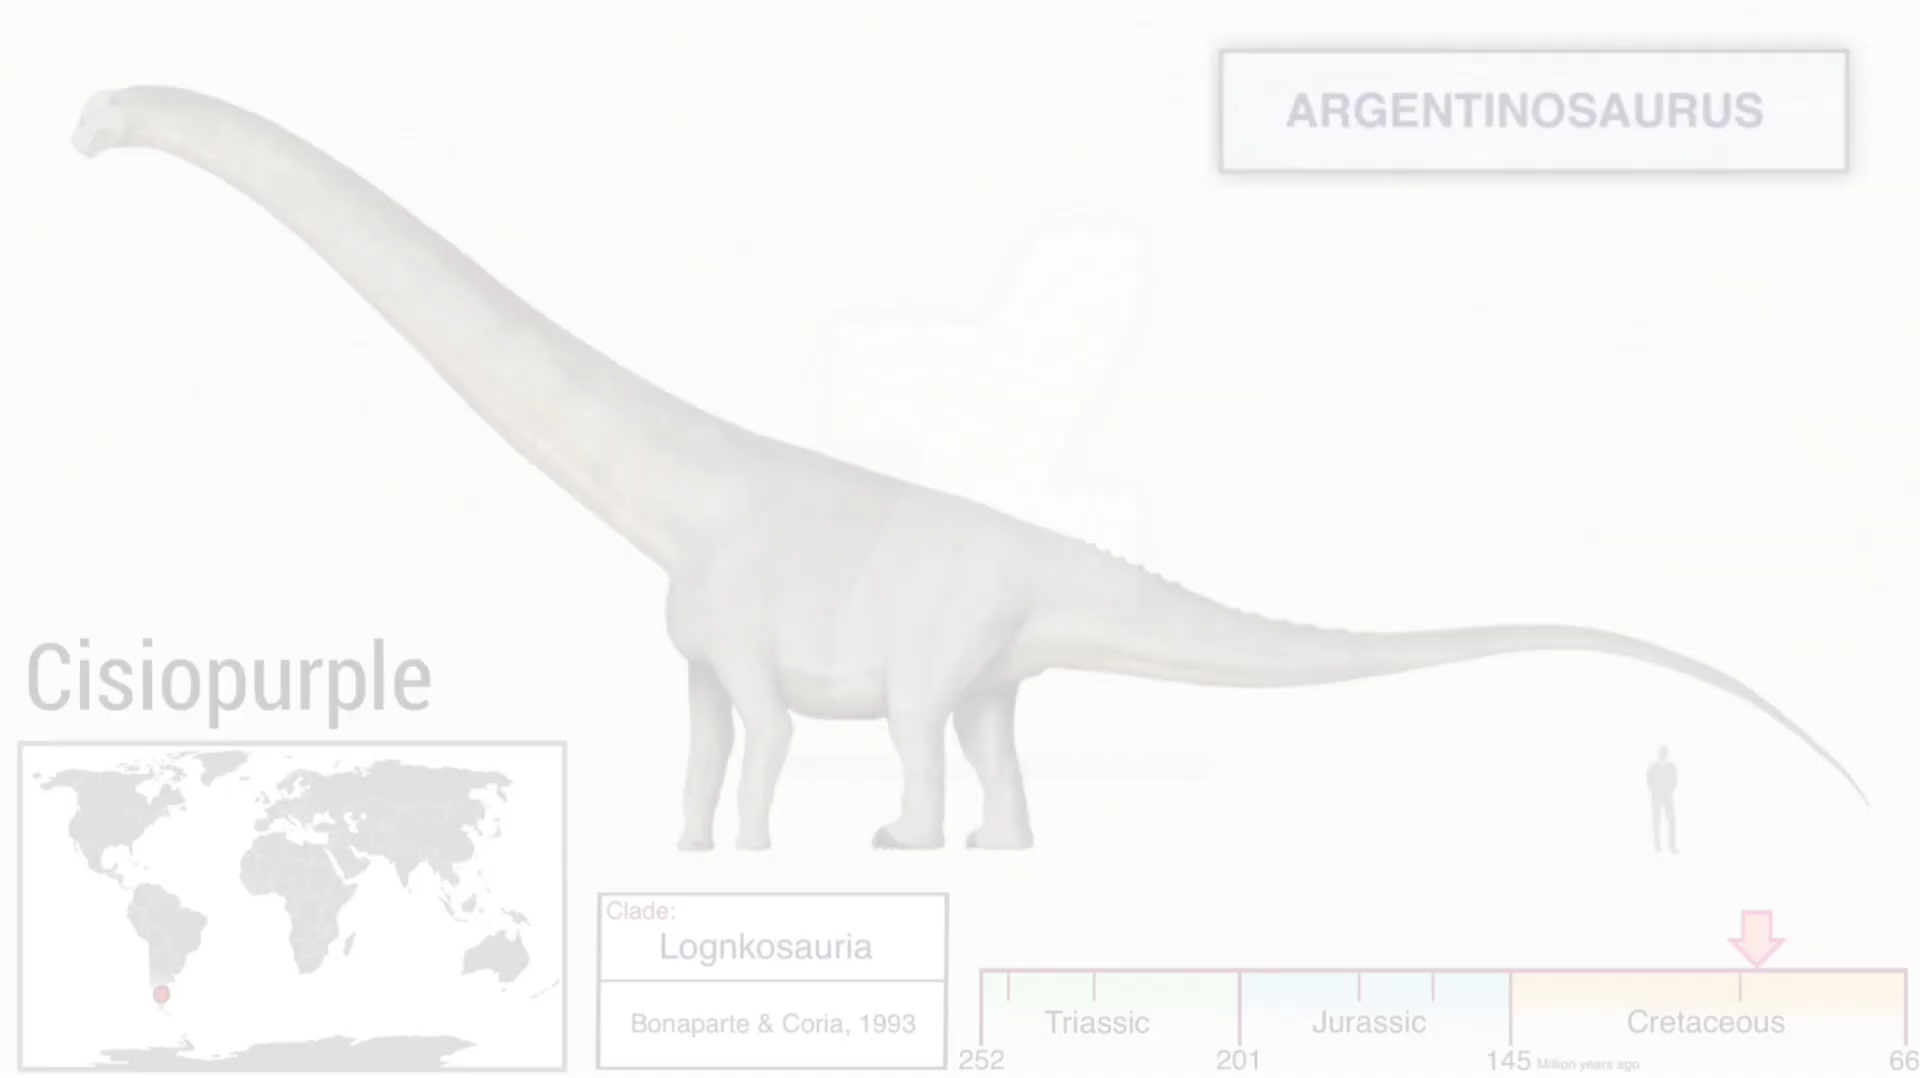 ARGENTINOSAURUS
Cisiopurple
Clade:
Lognkosauria
Bonaparte & Coria, 1993
Triassic
Jurassic
Cretaceous
252
201
145 Million years ago
66